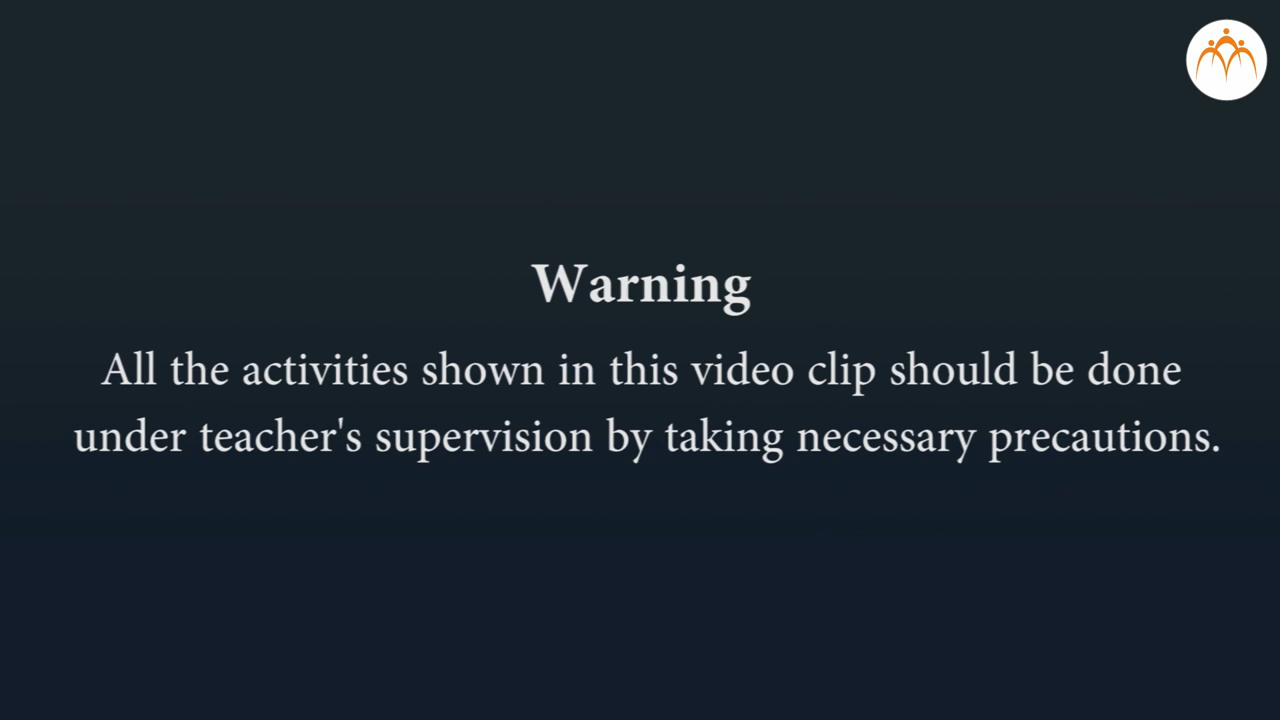 Warning
All the activities shown in this video clip should be done
under teacher's supervision by taking necessary precautions.